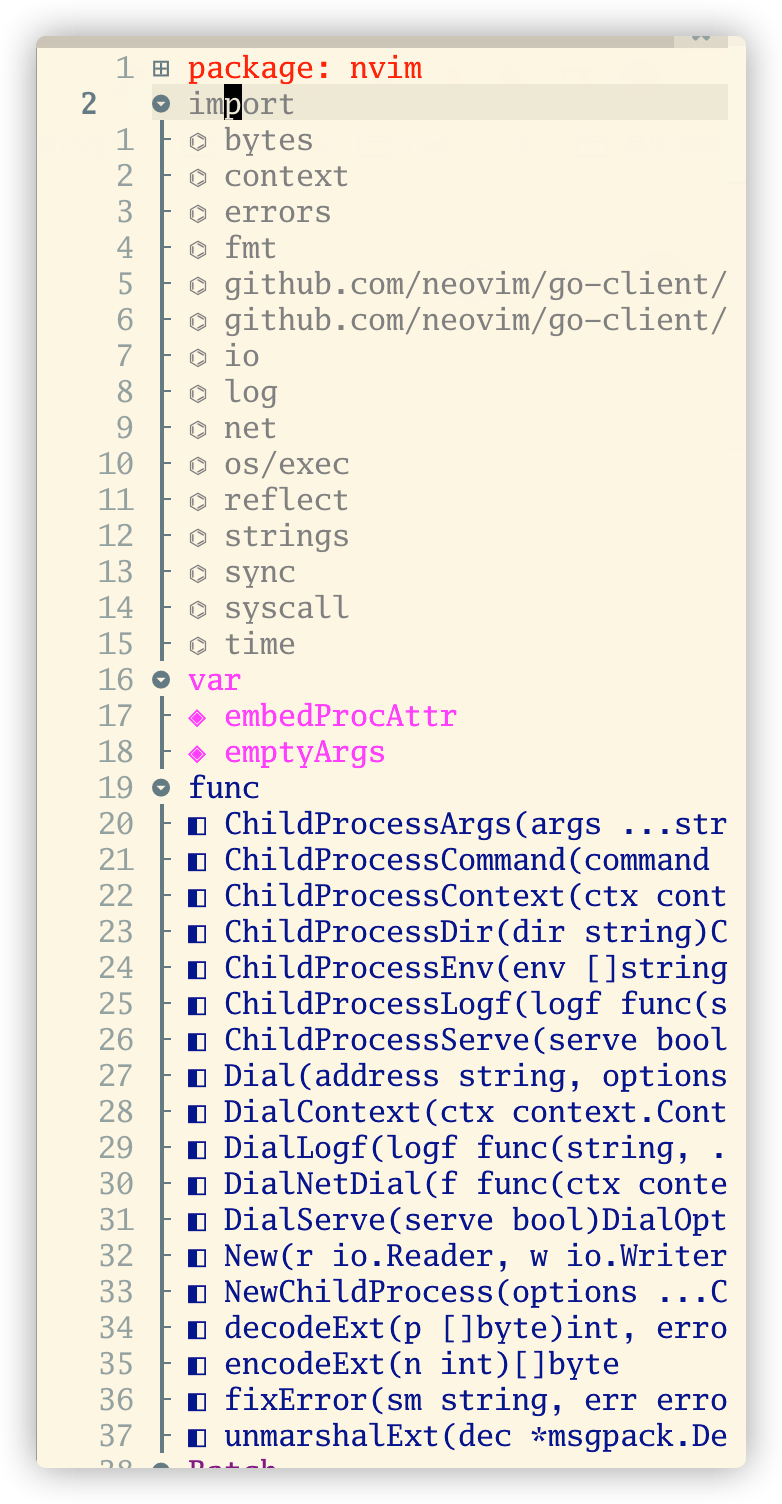 1 package: nvim
2 import
1 bytes
2 context
3 errors
4 fmt
5 github.com/neovim/go-client/
6 github.com/neovim/go-client/
7 io
8 log
9 net
10 os/exec
11 reflect
12 strings
13 sync
14 syscall
15 time
16 var
17 embedProcAttr
18 emptyArgs
19 func
20 ChildProcessArgs(args ...str
21 ChildProcessCommand(command
22 ChildProcessContext(ctx cont
23 ChildProcessDir(dir string)C
24 ChildProcessEnv(env []string
25 ChildProcessLogf(logf func(s
26 ChildProcessServe(serve bool
27 Dial(address string, options
28 DialContext(ctx context.Cont
29 DialLogf(logf func(string, .
30 DialNetDial(f func(ctx conte
31 DialServe(serve bool)DialOpt
32 New(r io.Reader, w io.Writer
33 NewChildProcess(options ...C
34 decodeExt(p []byte)int, erro
35 encodeExt(n int)[]byte
36 fixError(sm string, err erro
37 unmarshalExt(dec *msgpack.De
38 Batch